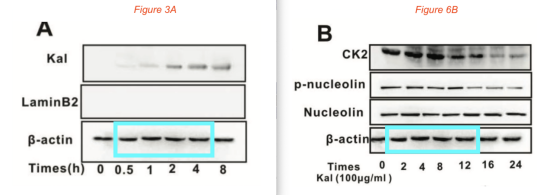 Figure 3A
A
Kal
LaminB2
β-actin
Times(h) 0 0.5 1 2 4 8
Figure 6B
B
CK2
p-nucleolin
Nucleolin
β-actin
Times 0 2 4 8 12 16 24
Kal (100μg/ml)